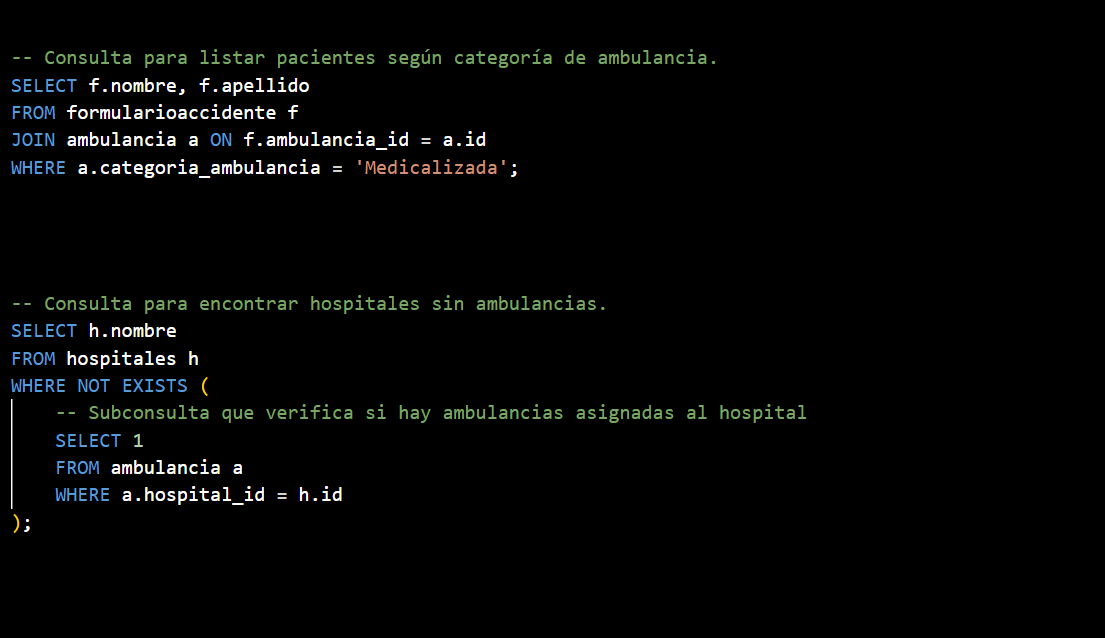 -- Consulta para listar pacientes según categoría de ambulancia.
SELECT f.nombre, f.apellido
FROM formularioaccidente f
JOIN ambulancia a ON f.ambulancia_id = a.id
WHERE a.categoria_ambulancia = 'Medicalizada';
-- Consulta para encontrar hospitales sin ambulancias.
SELECT h.nombre
FROM hospitales h
WHERE NOT EXISTS (
    -- Subconsulta que verifica si hay ambulancias asignadas al hospital
    SELECT 1
    FROM ambulancia a
    WHERE a.hospital_id = h.id
);